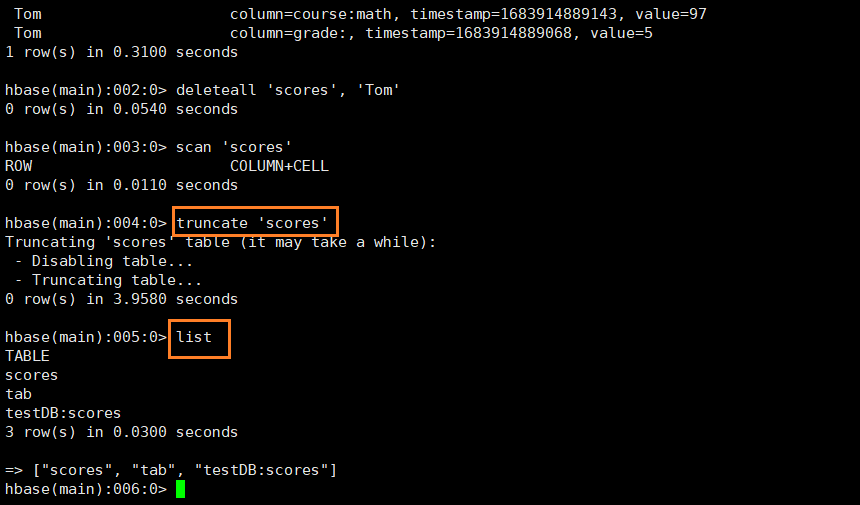 Tom column=course:math, timestamp=1683914889143, value=97
Tom column=grade:, timestamp=1683914889068, value=5
1 row(s) in 0.3100 seconds
hbase(main):002:0> deleteall 'scores', 'Tom'
0 row(s) in 0.0540 seconds
hbase(main):003:0> scan 'scores'
ROW COLUMN+CELL
0 row(s) in 0.0110 seconds
hbase(main):004:0> truncate 'scores'
Truncating 'scores' table (it may take a while):
- Disabling table...
- Truncating table...
0 row(s) in 3.9580 seconds
hbase(main):005:0> list
TABLE
scores
tab
testDB:scores
3 row(s) in 0.0300 seconds
=> ["scores", "tab", "testDB:scores"]
hbase(main):006:0>